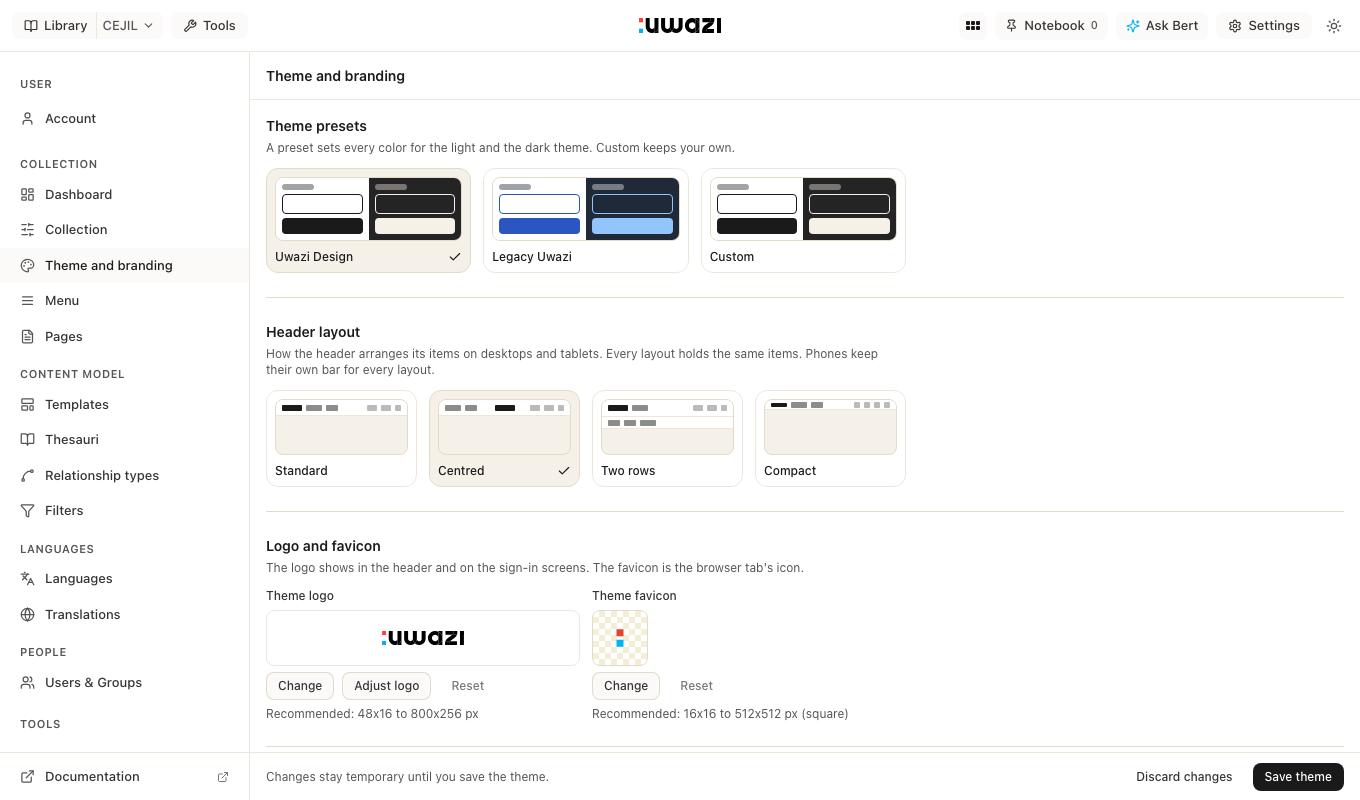 Library
CEJIL
Tools
:uwazi
Notebook 0
Ask Bert
Settings
USER
Account
COLLECTION
Dashboard
Collection
Theme and branding
Menu
Pages
CONTENT MODEL
Templates
Thesauri
Relationship types
Filters
LANGUAGES
Languages
Translations
PEOPLE
Users & Groups
TOOLS
Documentation
Theme and branding
Theme presets
A preset sets every color for the light and the dark theme. Custom keeps your own.
Uwazi Design
Legacy Uwazi
Custom
Header layout
How the header arranges its items on desktops and tablets. Every layout holds the same items. Phones keep
their own bar for every layout.
Standard
Centred
Two rows
Compact
Logo and favicon
The logo shows in the header and on the sign-in screens. The favicon is the browser tab's icon.
Theme logo
:uwazi
Change
Adjust logo
Reset
Recommended: 48x16 to 800x256 px
Theme favicon
Change
Reset
Recommended: 16x16 to 512x512 px (square)
Changes stay temporary until you save the theme.
Discard changes
Save theme